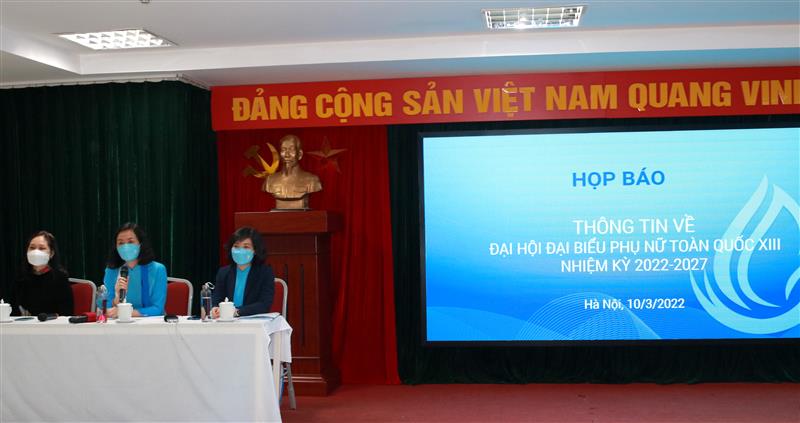 ĐẢNG CỘNG SẢN VIỆT NAM QUANG VINH
HỌP BÁO
THÔNG TIN VỀ
ĐẠI HỘI ĐẠI BIỂU PHỤ NỮ TOÀN QUỐC XIII
NHIỆM KỲ 2022-2027
Hà Nội, 10/3/2022